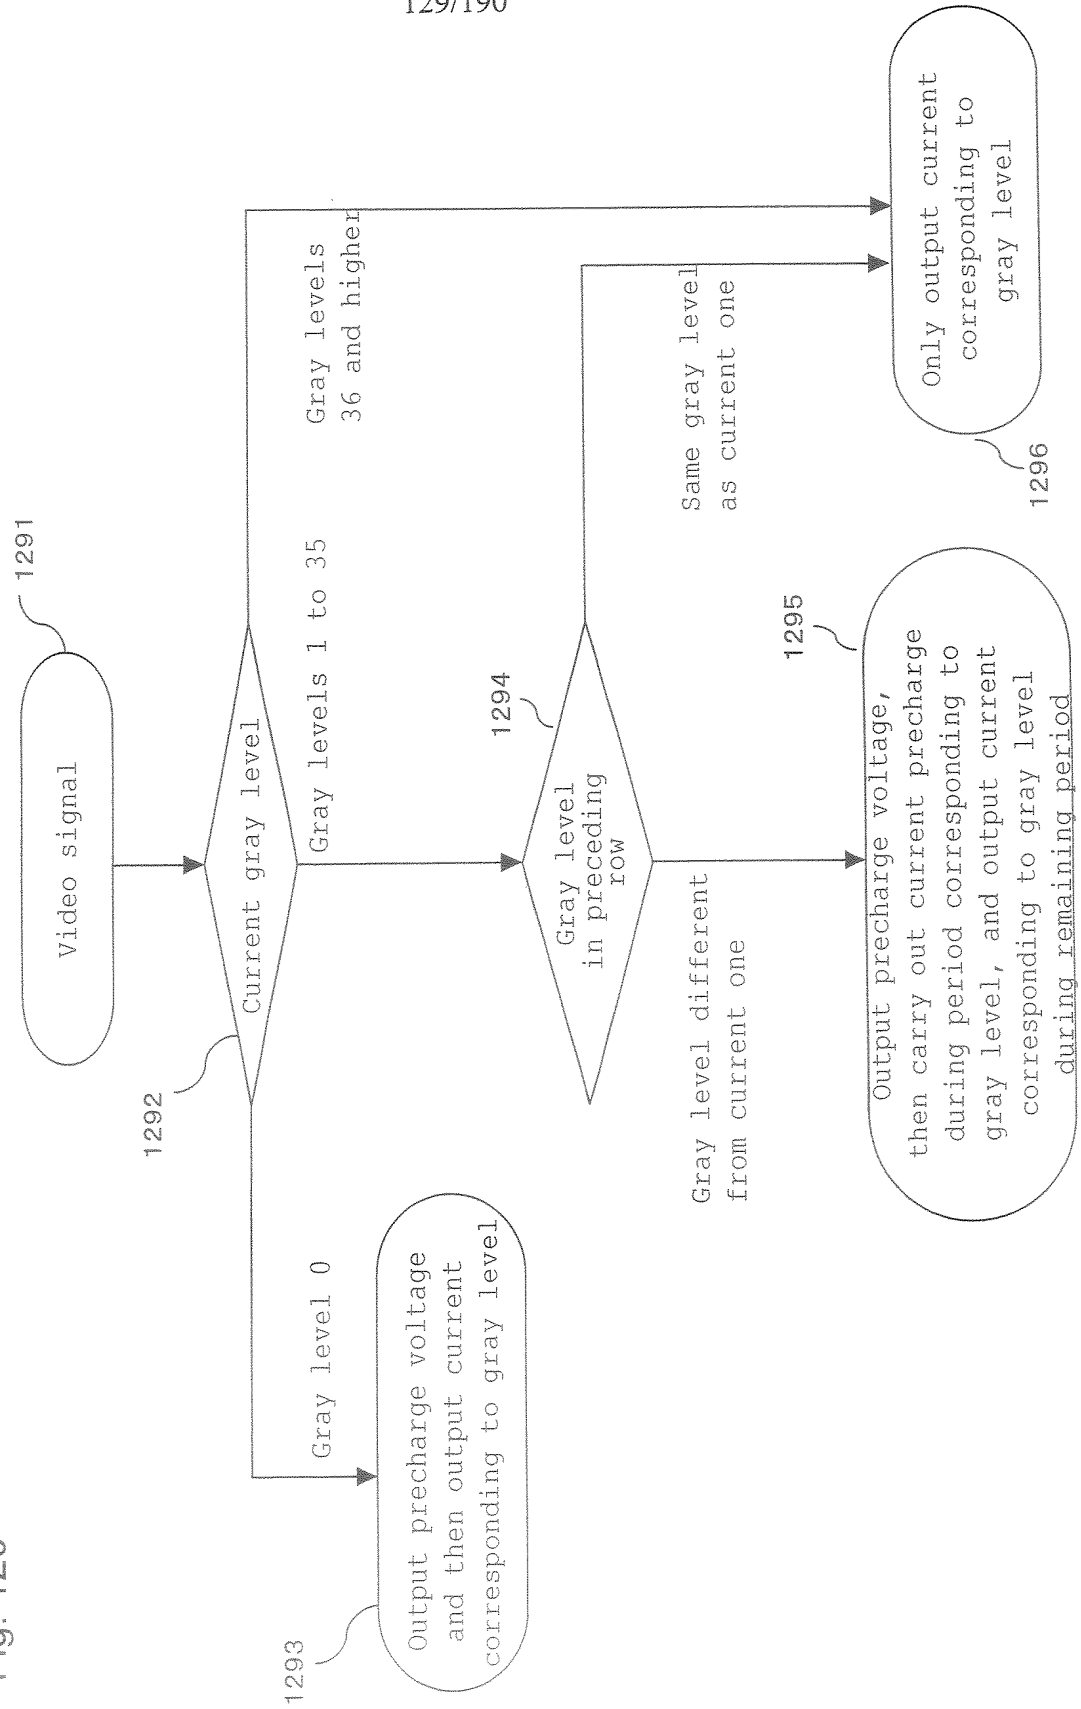 129/190
1291
Video signal
1292
Current gray level
Gray level 0
Gray levels 1 to 35
Gray levels
36 and higher
1293
Output precharge voltage
and then output current
corresponding to gray level
1294
Gray level
in preceding
row
Same gray level
as current one
Gray level different
from current one
1295
Output precharge voltage,
then carry out current precharge
during period corresponding to
gray level, and output current
corresponding to gray level
during remaining period
1296
Only output current
corresponding to
gray level